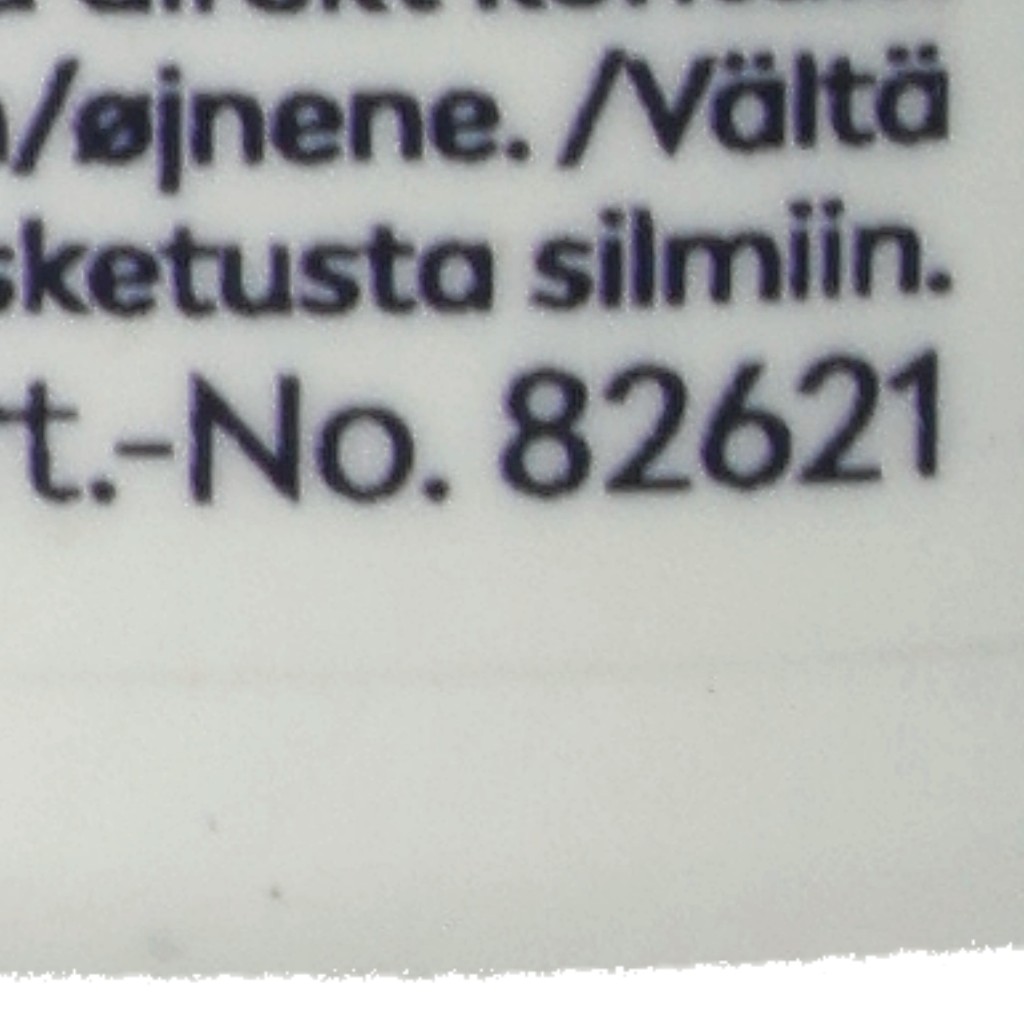 /øjnene. /Vältä
sketusta silmiin.
t.-No. 82621